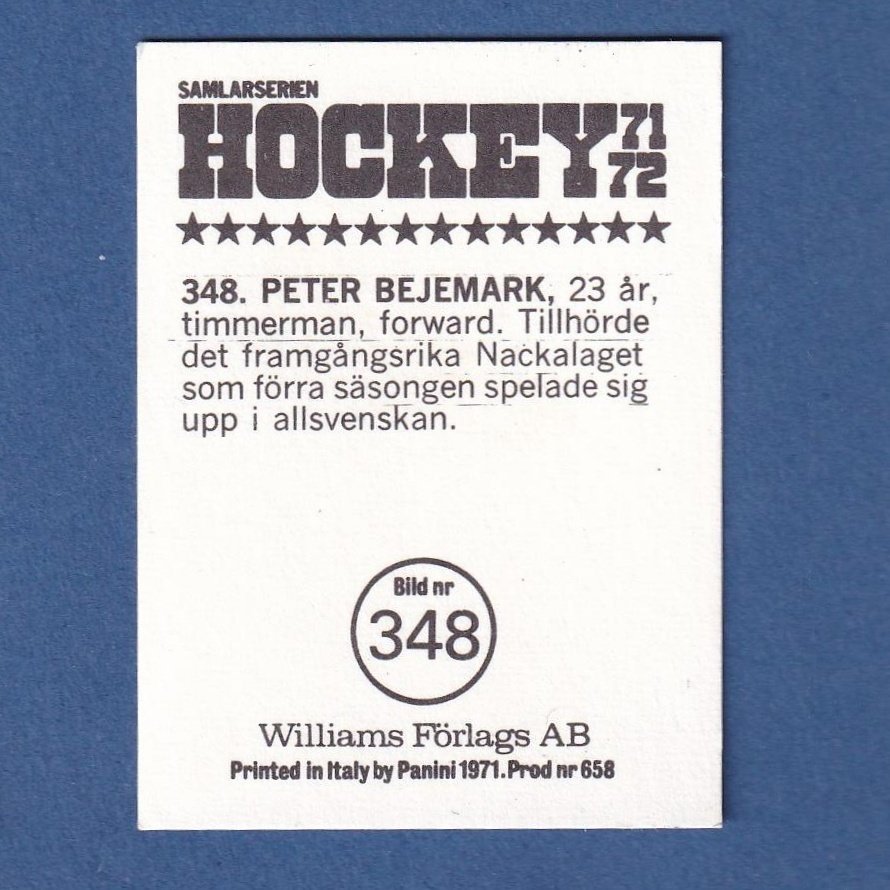 SAMLARSERIEN
HOCKEY 71 72
348. PETER BEJEMARK, 23 år,
timmerman, forward. Tillhörde
det framgångsrika Nackalaget
som förra säsongen spelade sig
upp i allsvenskan.
Bild nr
348
Williams Förlags AB
Printed in Italy by Panini 1971. Prod nr 658